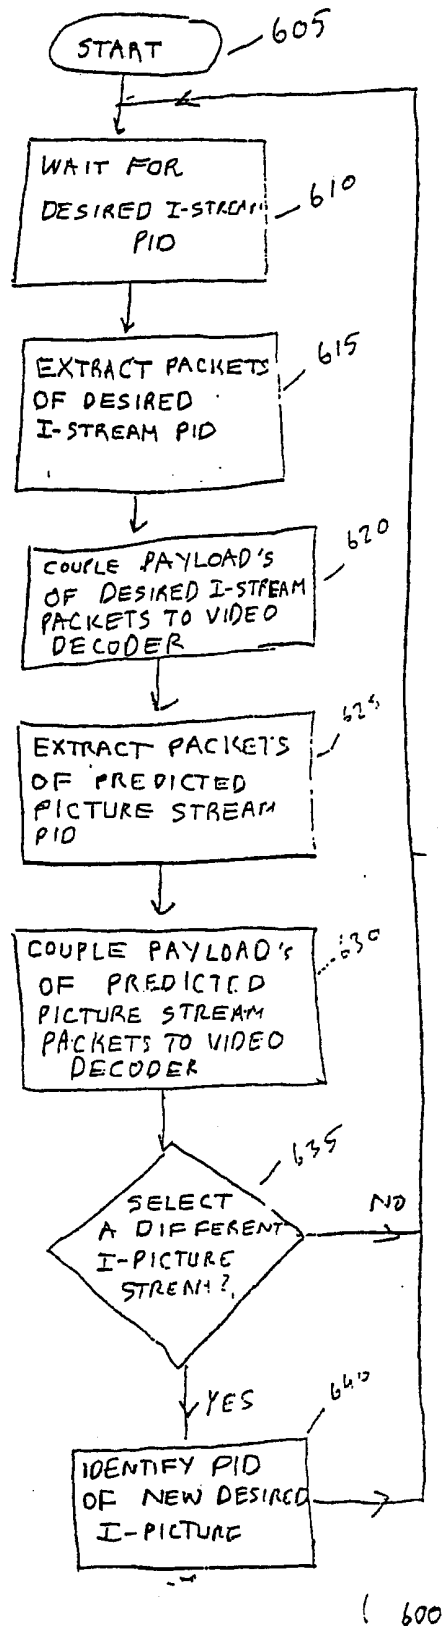 START
605
WAIT FOR
DESIRED I-STREAM
PID
610
EXTRACT PACKETS
OF DESIRED
I-STREAM PID
615
COUPLE PAYLOAD'S
OF DESIRED I-STREAM
PACKETS TO VIDEO
DECODER
620
EXTRACT PACKETS
OF PREDICTED
PICTURE STREAM
PID
625
COUPLE PAYLOAD'S
OF PREDICTED
PICTURE STREAM
PACKETS TO VIDEO
DECODER
630
SELECT
A DIFFERENT
I-PICTURE
STREAM?
635
NO
YES
640
IDENTIFY PID
OF NEW DESIRED
I-PICTURE
600